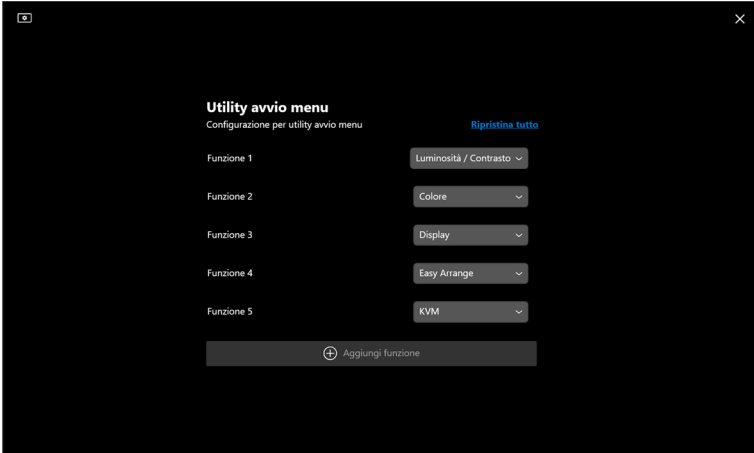 Utility avvio menu
Configurazione per utility avvio menu
Ripristina tutto
Funzione 1
Luminosità / Contrasto
Funzione 2
Colore
Funzione 3
Display
Funzione 4
Easy Arrange
Funzione 5
KVM
Aggiungi funzione